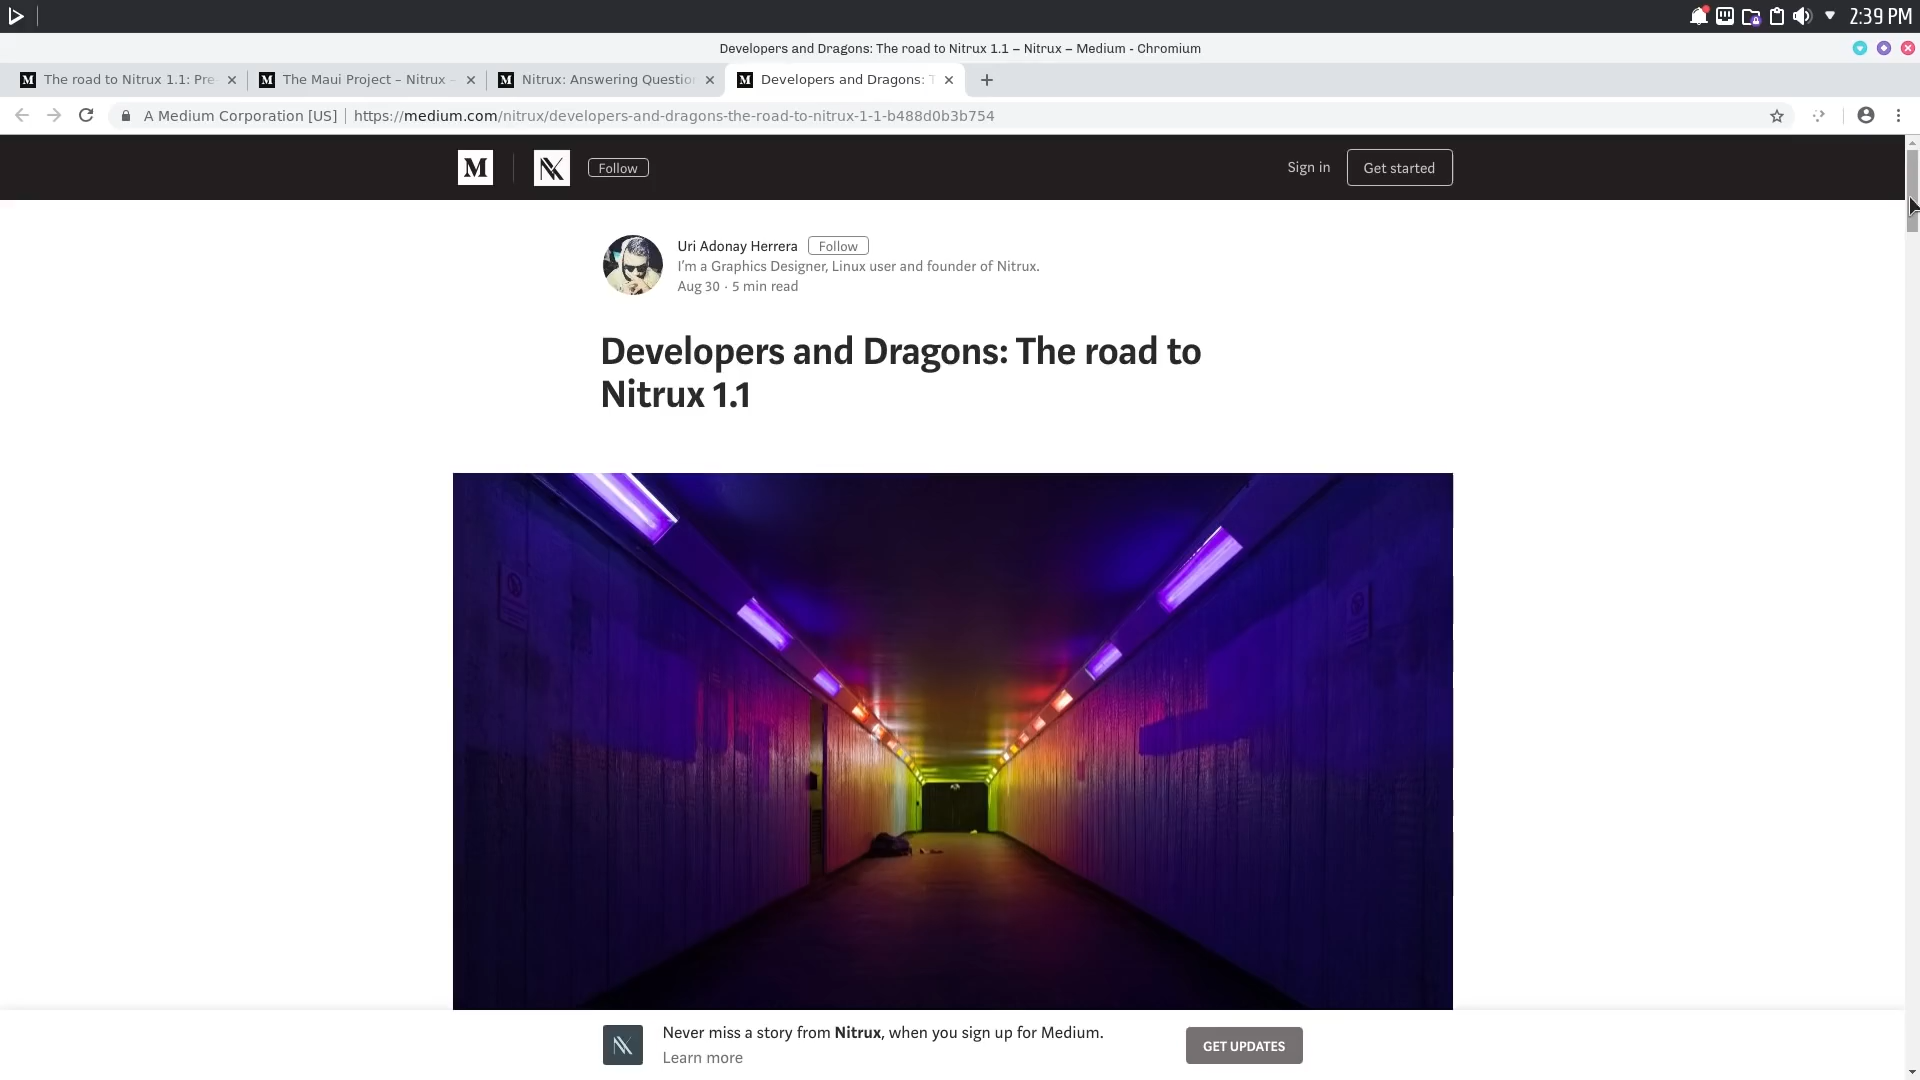 2:39 PM
Developers and Dragons: The road to Nitrux 1.1 – Nitrux – Medium - Chromium
The road to Nitrux 1.1: Pre
The Maui Project – Nitrux –
Nitrux: Answering Question
Developers and Dragons: T
A Medium Corporation [US] | https://medium.com/nitrux/developers-and-dragons-the-road-to-nitrux-1-1-b488d0b3b754
M
Follow
Sign in
Get started
Uri Adonay Herrera
Follow
I'm a Graphics Designer, Linux user and founder of Nitrux.
Aug 30 · 5 min read
Developers and Dragons: The road to
Nitrux 1.1
Never miss a story from Nitrux, when you sign up for Medium.
Learn more
GET UPDATES